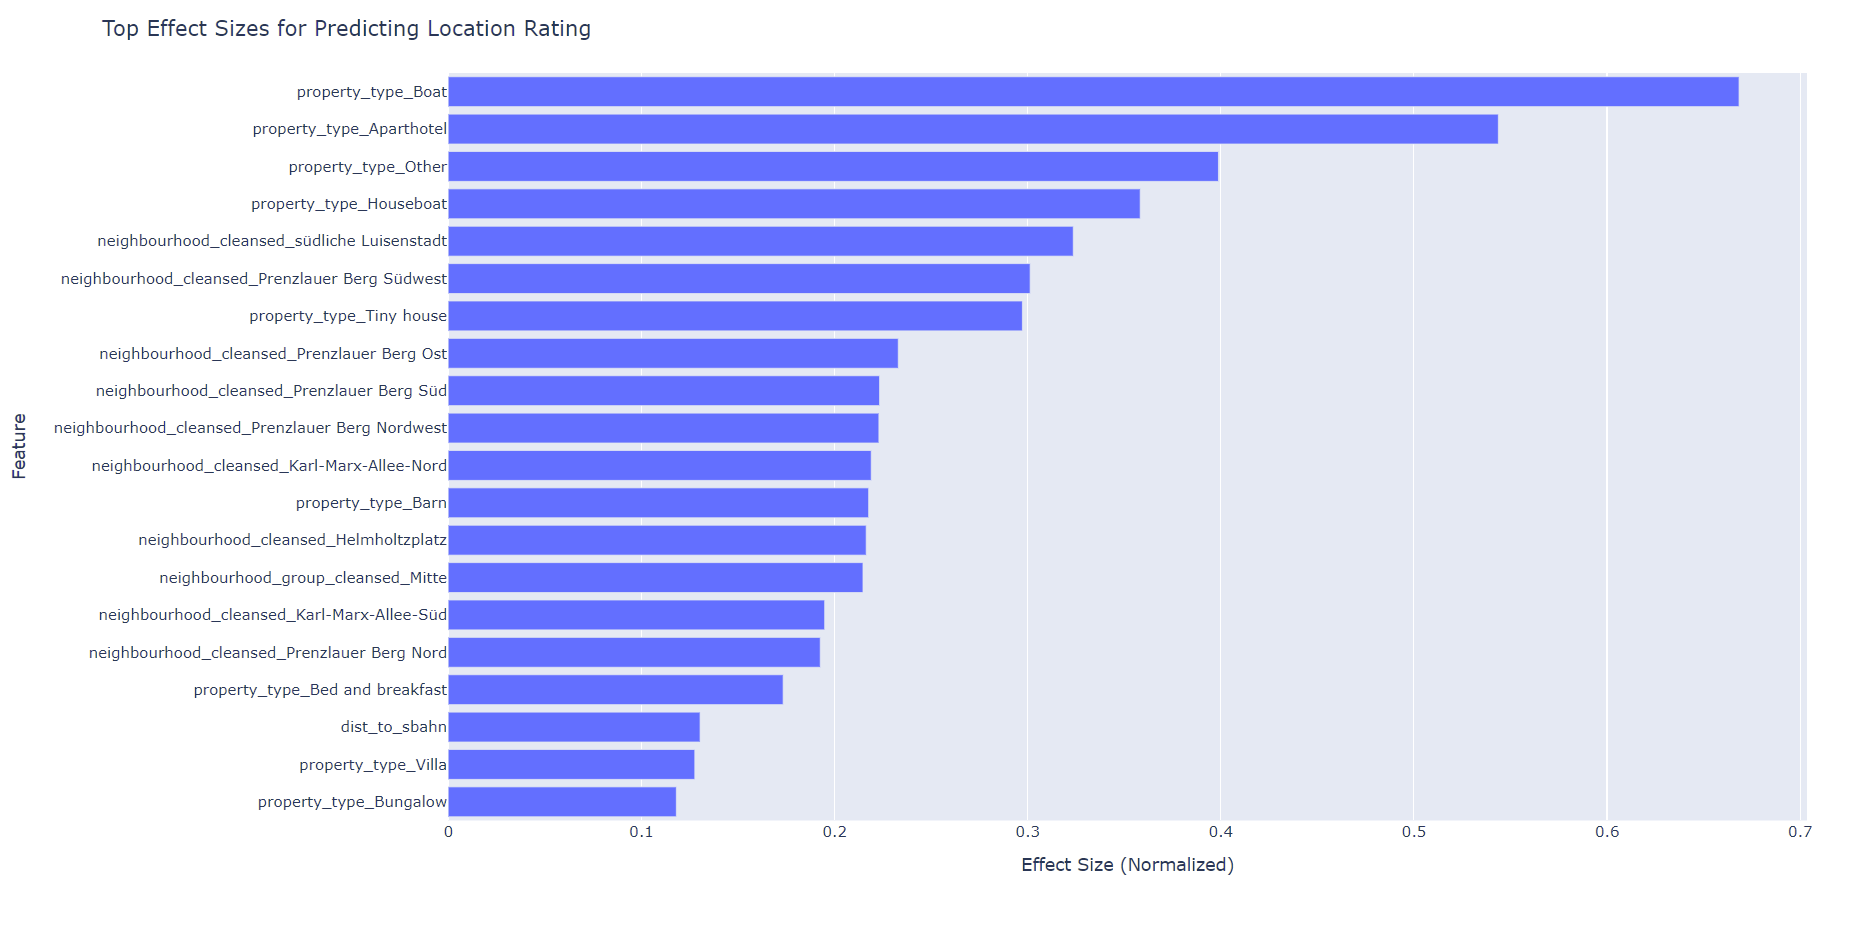 Top Effect Sizes for Predicting Location Rating
property_type_Boat
property_type_Aparthotel
property_type_Other
property_type_Houseboat
neighbourhood_cleansed_südliche Luisenstadt
neighbourhood_cleansed_Prenzlauer Berg Südwest
property_type_Tiny house
neighbourhood_cleansed_Prenzlauer Berg Ost
neighbourhood_cleansed_Prenzlauer Berg Süd
neighbourhood_cleansed_Prenzlauer Berg Nordwest
neighbourhood_cleansed_Karl-Marx-Allee-Nord
property_type_Barn
neighbourhood_cleansed_Helmholtzplatz
neighbourhood_group_cleansed_Mitte
neighbourhood_cleansed_Karl-Marx-Allee-Süd
neighbourhood_cleansed_Prenzlauer Berg Nord
property_type_Bed and breakfast
dist_to_sbahn
property_type_Villa
property_type_Bungalow
Feature
0 0.1 0.2 0.3 0.4 0.5 0.6 0.7
Effect Size (Normalized)